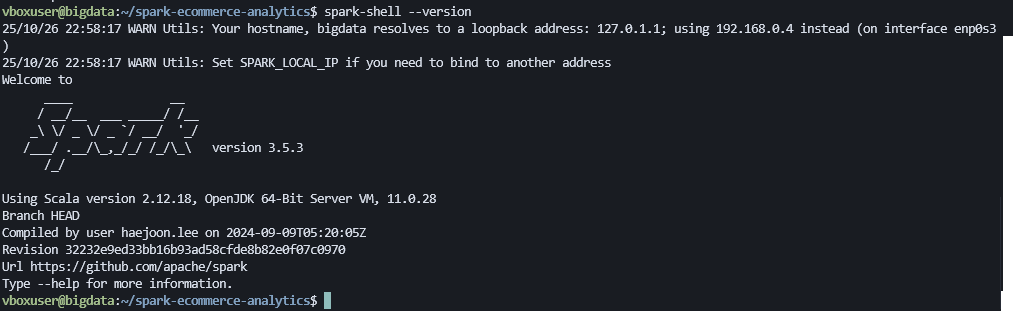 vboxuser@bigdata:~/spark-ecommerce-analytics$ spark-shell --version
25/10/26 22:58:17 WARN Utils: Your hostname, bigdata resolves to a loopback address: 127.0.1.1; using 192.168.0.4 instead (on interface enp0s3
)
25/10/26 22:58:17 WARN Utils: Set SPARK_LOCAL_IP if you need to bind to another address
Welcome to
      ____              __
     / __/__  ___ _____/ /__
    _\ \/ _ \/ _ `/ __/  '_/
   /___/ .__/\_,_/_/ /_/\_\   version 3.5.3
      /_/

Using Scala version 2.12.18, OpenJDK 64-Bit Server VM, 11.0.28
Branch HEAD
Compiled by user haejoon.lee on 2024-09-09T05:20:05Z
Revision 32232e9ed33bb16b93ad58cfde8b82e0f07c0970
Url https://github.com/apache/spark
Type --help for more information.
vboxuser@bigdata:~/spark-ecommerce-analytics$